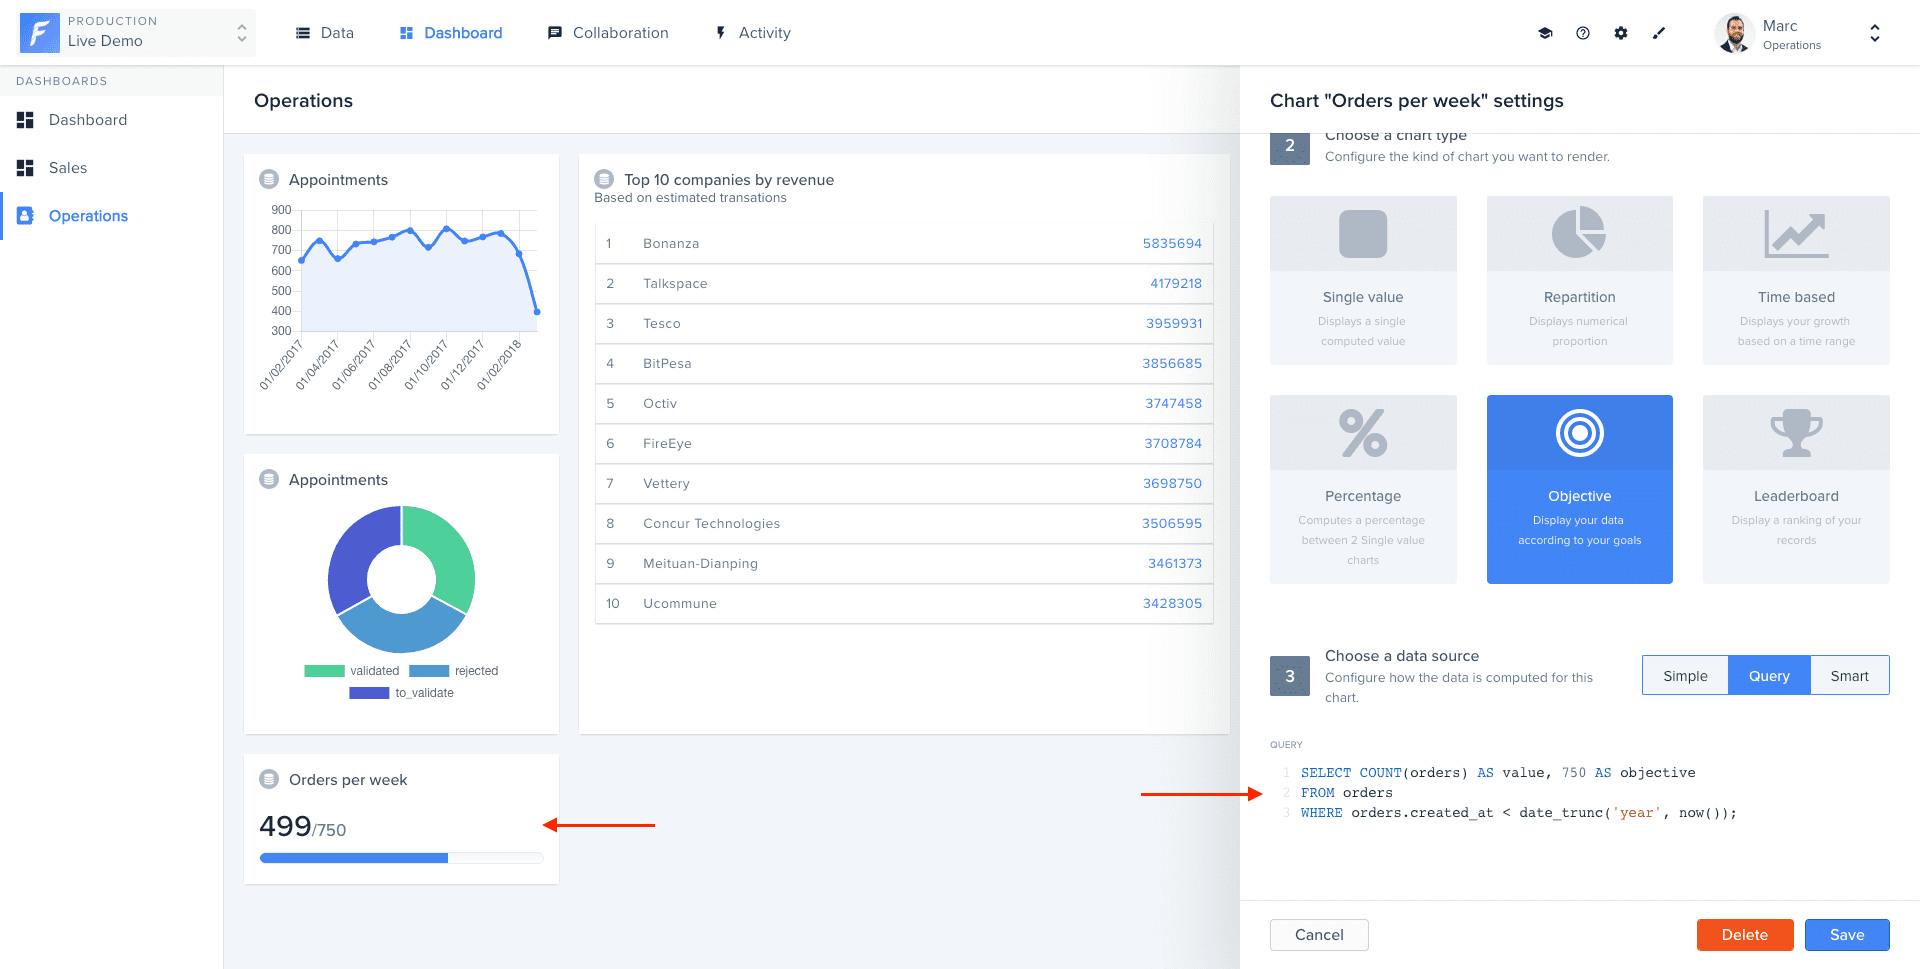 PRODUCTION
Live Demo
Data
Dashboard
Collaboration
Activity
Marc
Operations
DASHBOARDS
Dashboard
Sales
Operations
Operations
Appointments
900
800
700
600
500
400
300
01/02/2017
01/04/2017
01/06/2017
01/08/2017
01/10/2017
01/12/2017
01/02/2018
Appointments
validated
rejected
to_validate
Orders per week
499/750
Top 10 companies by revenue
Based on estimated transations
1 Bonanza 5835694
2 Talkspace 4179218
3 Tesco 3959931
4 BitPesa 3856685
5 Octiv 3747458
6 FireEye 3708784
7 Vettery 3698750
8 Concur Technologies 3506595
9 Meituan-Dianping 3461373
10 Ucommune 3428305
Chart "Orders per week" settings
2
Choose a chart type
Configure the kind of chart you want to render.
Single value
Displays a single
computed value
Repartition
Displays numerical
proportion
Time based
Displays your growth
based on a time range
Percentage
Computes a percentage
between 2 Single value
charts
Objective
Display your data
according to your goals
Leaderboard
Display a ranking of your
records
3
Choose a data source
Configure how the data is computed for this
chart.
Simple
Query
Smart
QUERY
1 SELECT COUNT(orders) AS value, 750 AS objective
2 FROM orders
3 WHERE orders.created_at < date_trunc('year', now());
Cancel
Delete
Save